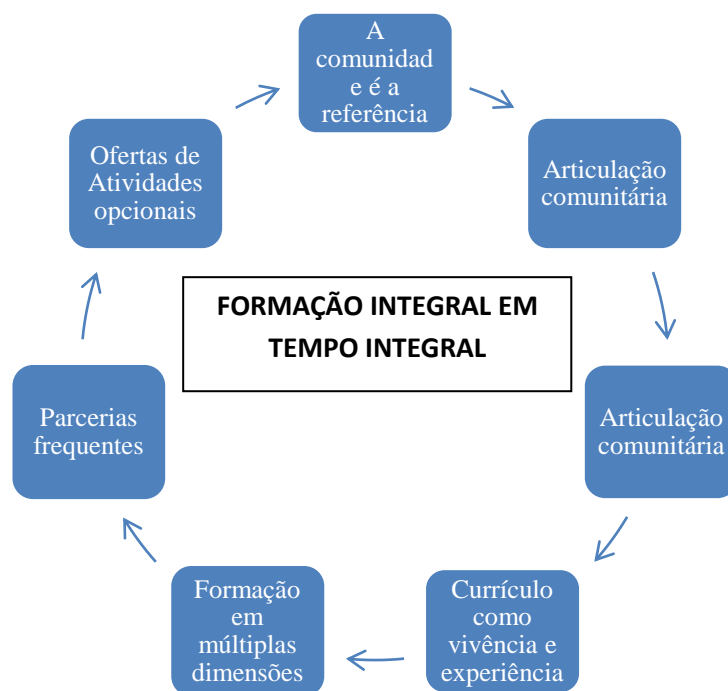 A
comunidad
e é a
referência
Articulação
comunitária
Articulação
comunitária
Currículo
como
vivência e
experiência
Formação
em
múltiplas
dimensões
Parcerias
frequentes
Ofertas de
Atividades
opcionais
FORMAÇÃO INTEGRAL EM
TEMPO INTEGRAL